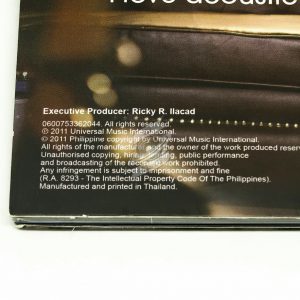 I love acoustic
Executive Producer: Ricky R. Ilacad
0600753362044. All rights reserved.
℗ 2011 Universal Music International.
© 2011 Philippine copyright by Universal Music International.
All rights of the manufacturer and the owner of the work produced reserve
Unauthorised copying, hiring, lending, public performance
and broadcasting of the recorded work prohibited.
Any infringement is subject to imprisonment and fine
(R.A. 8293 - The Intellectual Property Code Of The Philippines).
Manufactured and printed in Thailand.